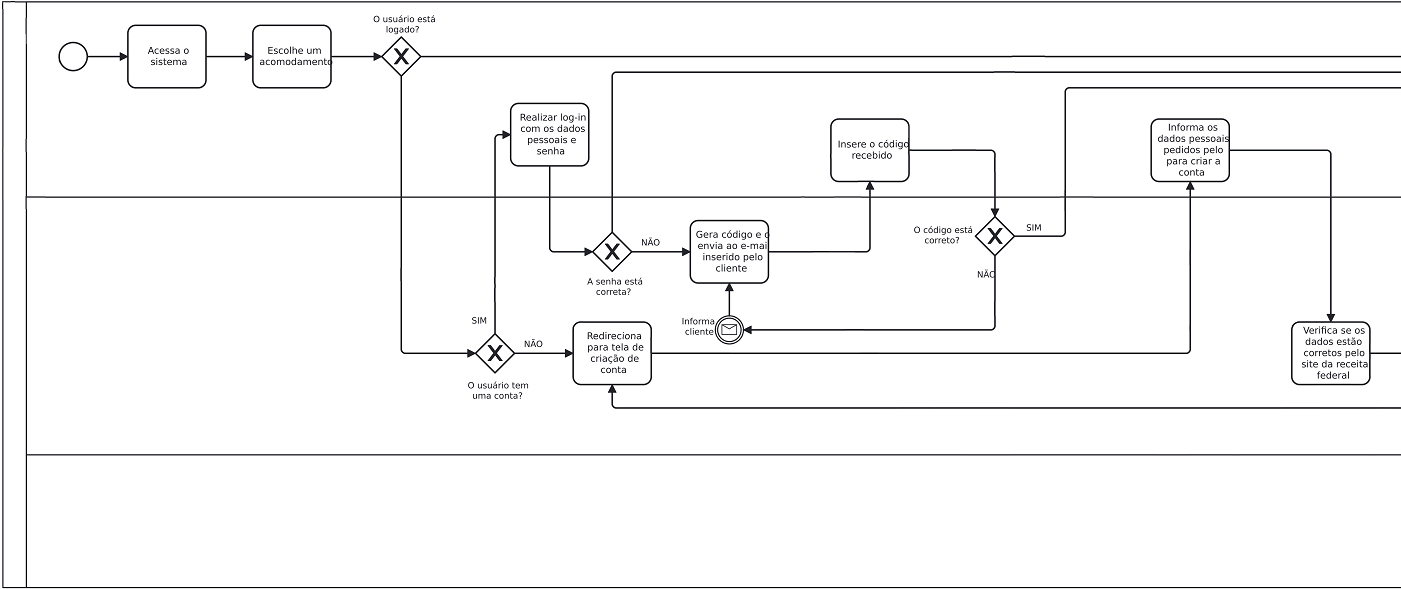 O usuário está
logado?
Acessa o
sistema
Escolhe um
acomodamento
Realizar log-in
com os dados
pessoais e
senha
Insere o código
recebido
Informa os
dados pessoais
pedidos pelo
para criar a
conta
A senha está
correta?
NÃO
Gera código e o
envia ao e-mail
inserido pelo
cliente
O código está
correto?
SIM
NÃO
Informa
cliente
SIM
NÃO
O usuário tem
uma conta?
Redireciona
para tela de
criação de
conta
Verifica se os
dados estão
corretos pelo
site da receita
federal